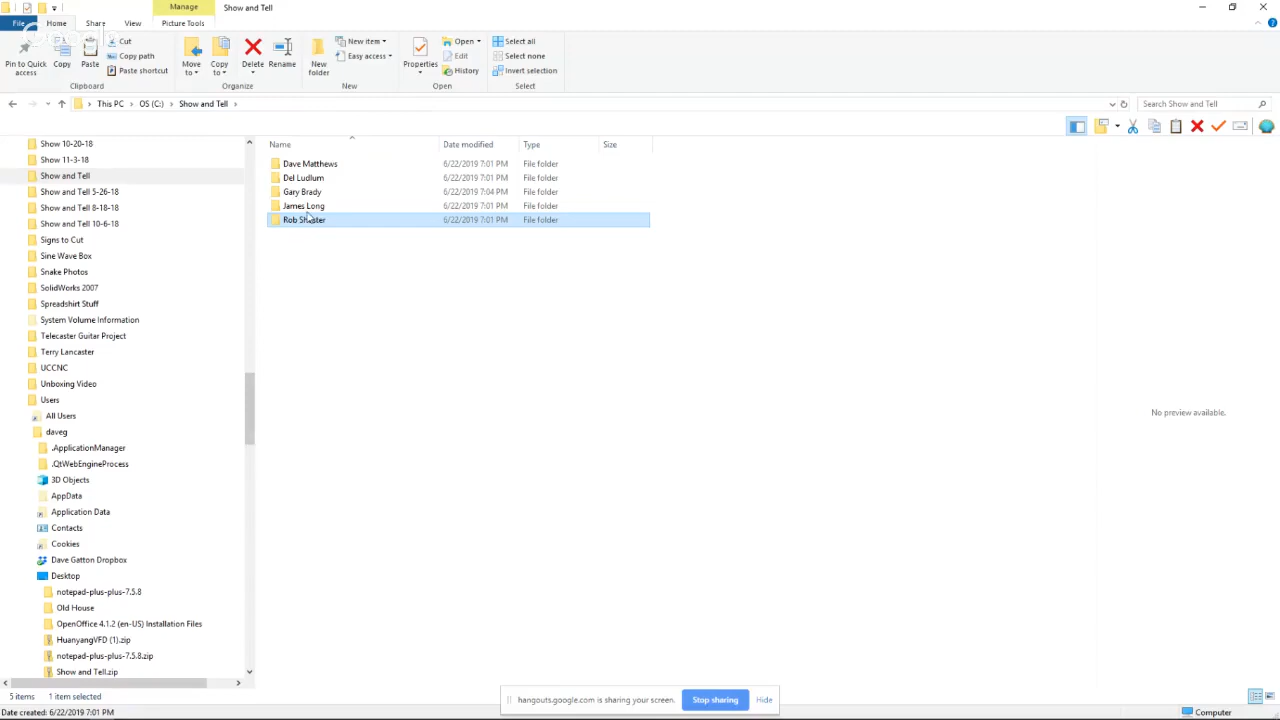 Manage
Show and Tell
File
Home
Share
View
Picture Tools
Pin to Quick access
Copy
Paste
Cut
Copy path
Paste shortcut
Clipboard
Move to
Copy to
Delete
Rename
Organize
New folder
New item
Easy access
New
Properties
Open
Edit
History
Open
Select all
Select none
Invert selection
Select
This PC
OS (C:)
Show and Tell
Search Show and Tell
Show 10-20-18
Show 11-3-18
Show and Tell
Show and Tell 5-26-18
Show and Tell 8-18-18
Show and Tell 10-6-18
Signs to Cut
Sine Wave Box
Snake Photos
SolidWorks 2007
Spreadshirt Stuff
System Volume Information
Telecaster Guitar Project
Terry Lancaster
UCCNC
Unboxing Video
Users
All Users
daveg
.ApplicationManager
.QtWebEngineProcess
3D Objects
AppData
Application Data
Contacts
Cookies
Dave Gatton Dropbox
Desktop
notepad-plus-plus-7.5.8
Old House
OpenOffice 4.1.2 (en-US) Installation Files
HuanyangVFD (1).zip
notepad-plus-plus-7.5.8.zip
Show and Tell.zip
Name Date modified Type Size
Dave Matthews 6/22/2019 7:01 PM File folder
Del Ludlum 6/22/2019 7:01 PM File folder
Gary Brady 6/22/2019 7:04 PM File folder
James Long 6/22/2019 7:01 PM File folder
Rob 6/22/2019 7:01 PM File folder
No preview available.
hangouts.google.com is sharing your screen.
Stop sharing
Hide
5 items 1 item selected
Date created: 6/22/2019 7:01 PM
Computer